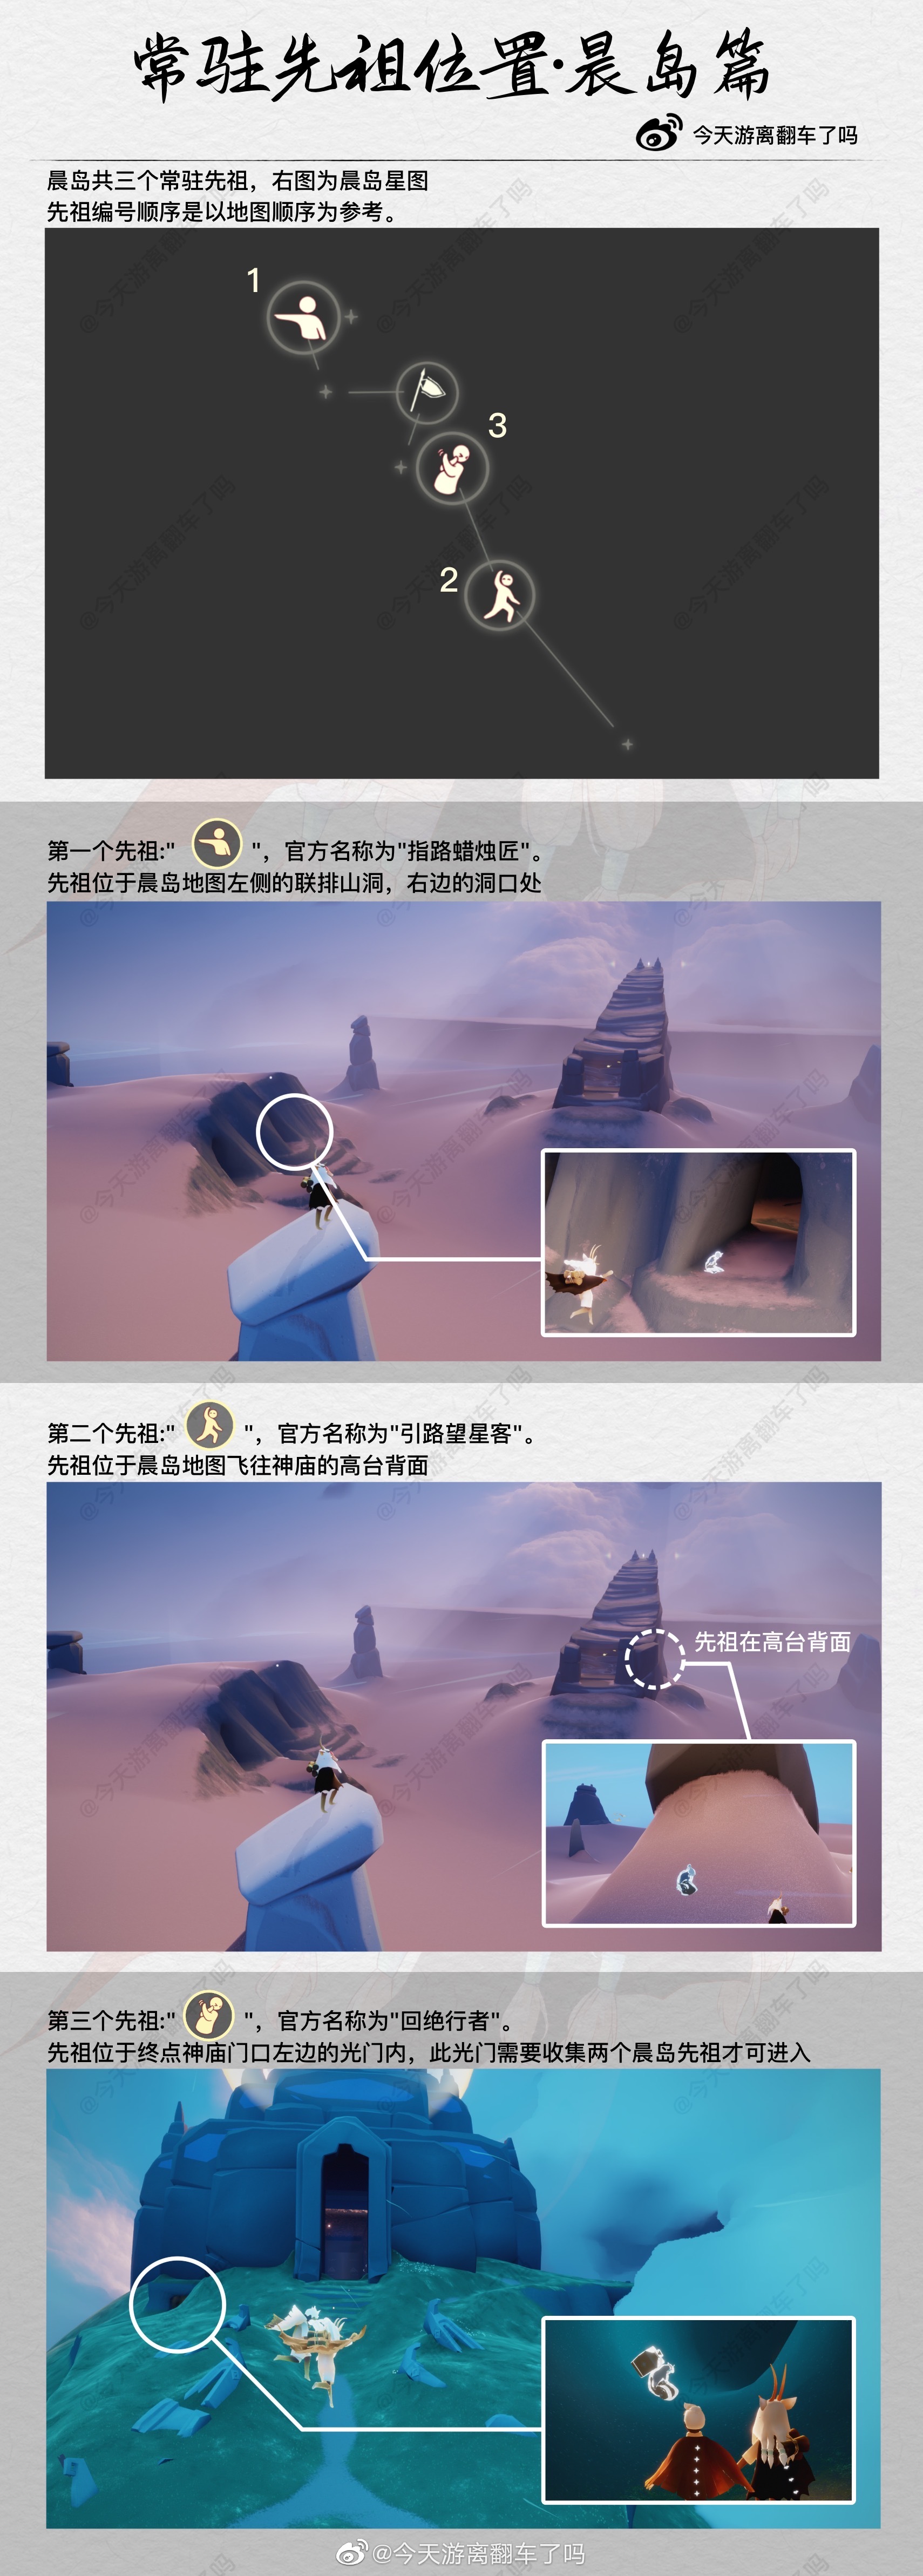 常驻先祖位置·晨岛篇
今天游离翻车了吗
晨岛共三个常驻先祖，右图为晨岛星图
先祖编号顺序是以地图顺序为参考。
1
3
2
第一个先祖:" "，官方名称为"指路蜡烛匠"。
先祖位于晨岛地图左侧的联排山洞，右边的洞口处
第二个先祖:" "，官方名称为"引路望星客"。
先祖位于晨岛地图飞往神庙的高台背面
先祖在高台背面
第三个先祖:" "，官方名称为"回绝行者"。
先祖位于终点神庙门口左边的光门内，此光门需要收集两个晨岛先祖才可进入
@今天游离翻车了吗